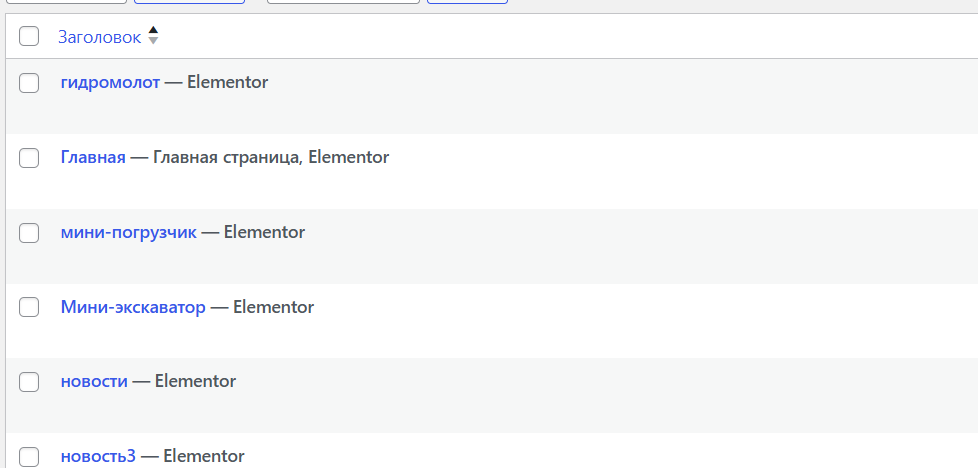 Заголовок
гидромолот — Elementor
Главная — Главная страница, Elementor
мини-погрузчик — Elementor
Мини-экскаватор — Elementor
новости — Elementor
новость3 — Elementor